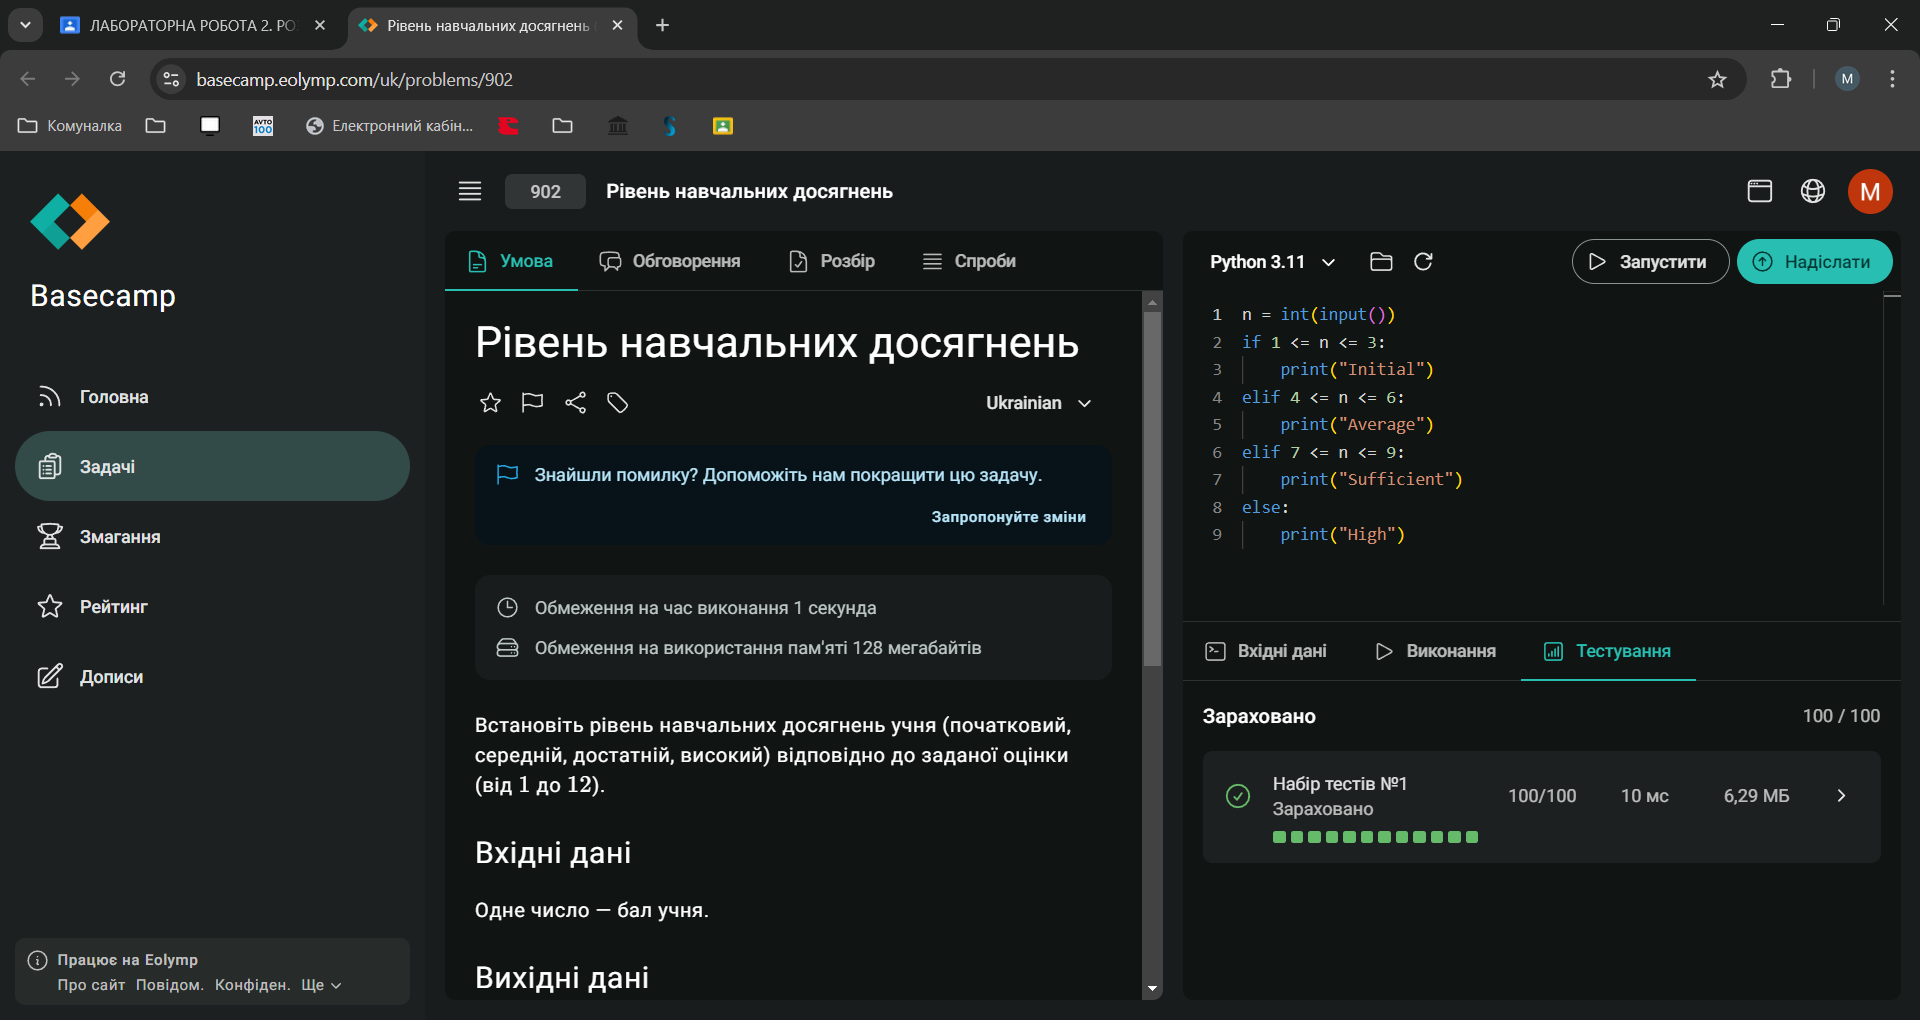 ЛАБОРАТОРНА РОБОТА 2. РО
Рівень навчальних досягнень (
basecamp.eolymp.com/uk/problems/902
M
Комуналка
AVTO
100
Електронний кабін...
Basecamp
Головна
Задачі
Змагання
Рейтинг
Дописи
Працює на Eolymp
Про сайт Повідом. Конфіден. Ще
902
Рівень навчальних досягнень
M
Умова
Обговорення
Розбір
Спроби
Рівень навчальних досягнень
Ukrainian
Знайшли помилку? Допоможіть нам покращити цю задачу.
Запропонуйте зміни
Обмеження на час виконання 1 секунда
Обмеження на використання пам'яті 128 мегабайтів
Встановіть рівень навчальних досягнень учня (початковий,
середній, достатній, високий) відповідно до заданої оцінки
(від 1 до 12).
Вхідні дані
Одне число — бал учня.
Вихідні дані
Python 3.11
Запустити
Надіслати
1 n = int(input())
2 if 1 <= n <= 3:
3     print("Initial")
4 elif 4 <= n <= 6:
5     print("Average")
6 elif 7 <= n <= 9:
7     print("Sufficient")
8 else:
9     print("High")
Вхідні дані
Виконання
Тестування
Зараховано
100 / 100
Набір тестів №1
Зараховано
100/100
10 мс
6,29 МБ